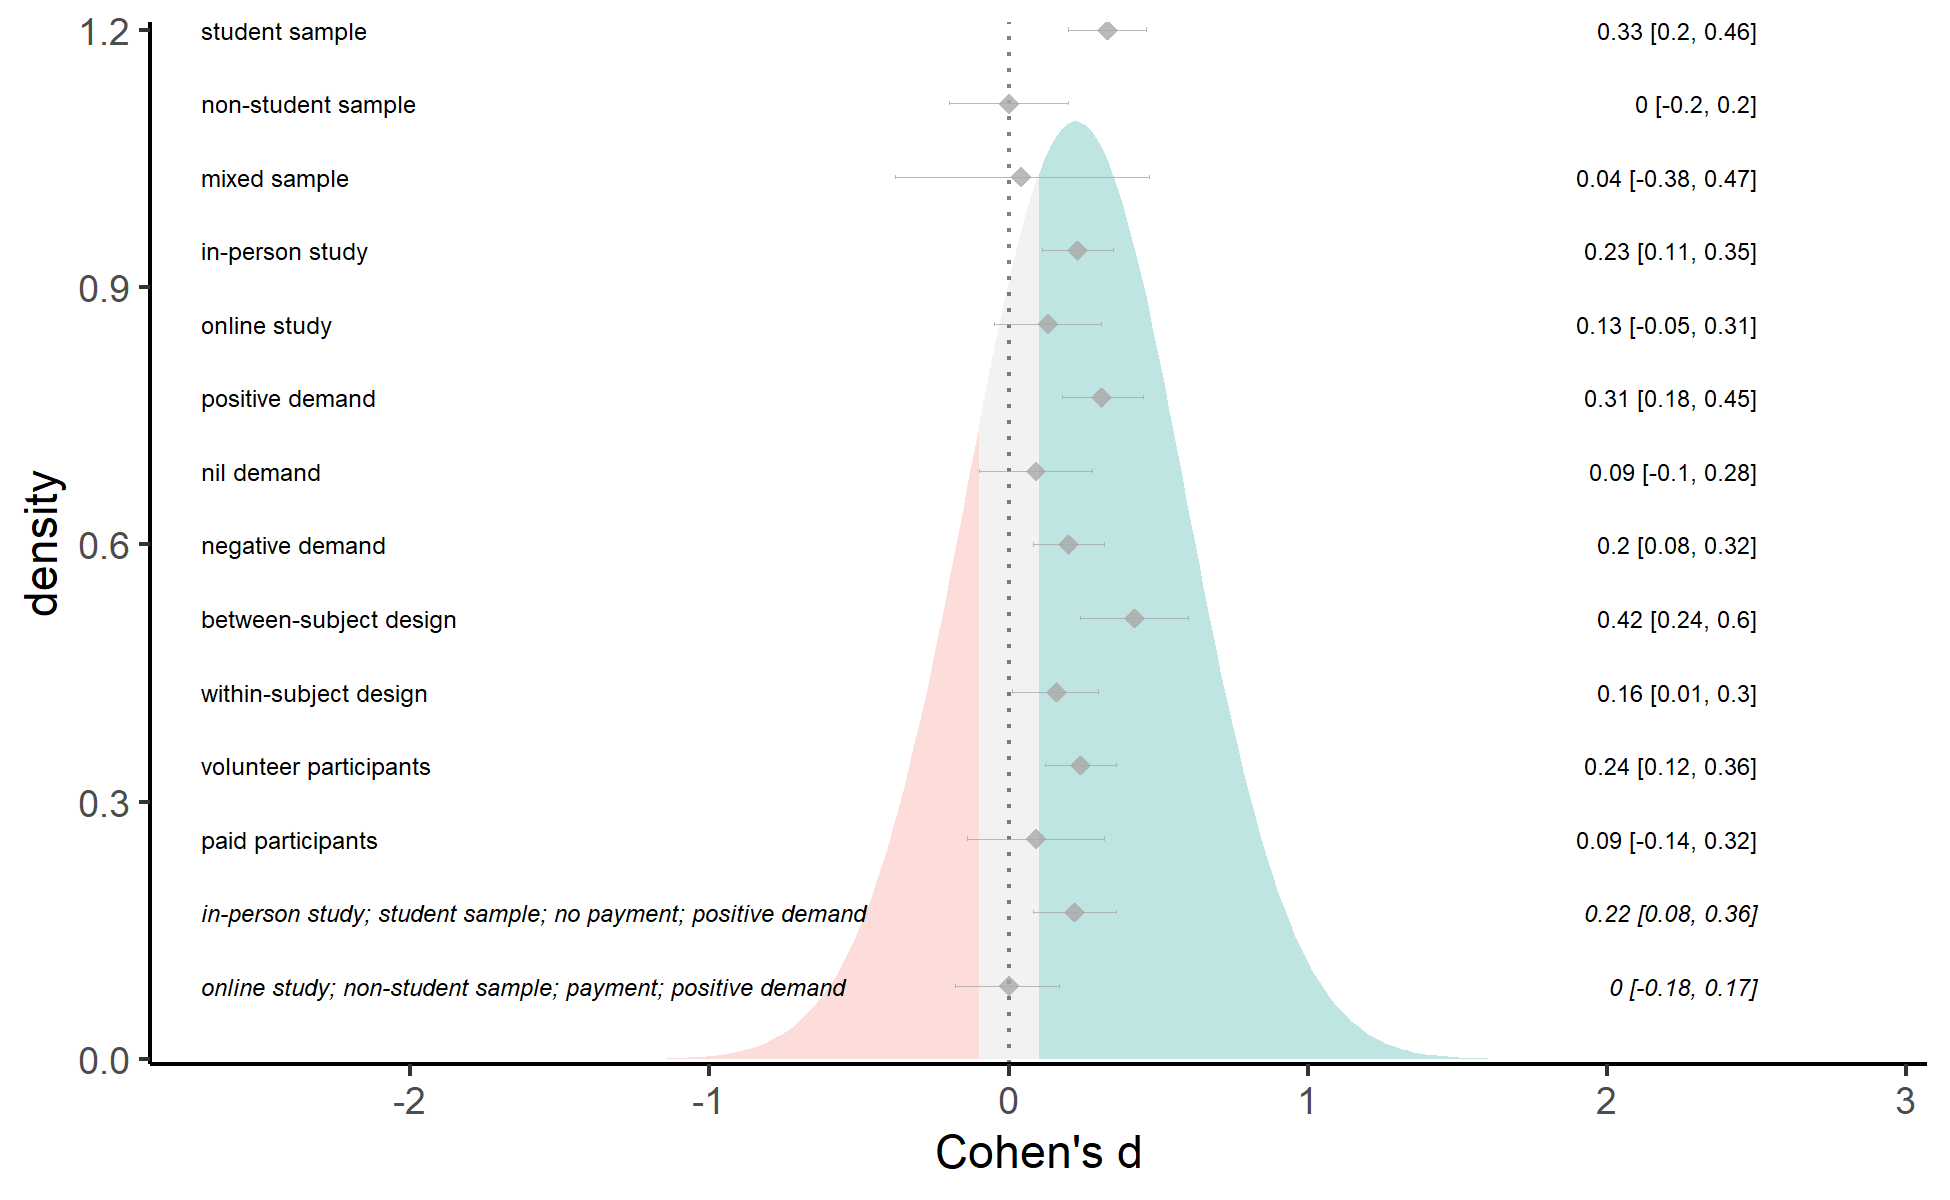 1.2
student sample 0.33 [0.2, 0.46]
non-student sample 0 [-0.2, 0.2]
mixed sample 0.04 [-0.38, 0.47]
in-person study 0.23 [0.11, 0.35]
0.9
online study 0.13 [-0.05, 0.31]
positive demand 0.31 [0.18, 0.45]
nil demand 0.09 [-0.1, 0.28]
density
0.6
negative demand 0.2 [0.08, 0.32]
between-subject design 0.42 [0.24, 0.6]
within-subject design 0.16 [0.01, 0.3]
volunteer participants 0.24 [0.12, 0.36]
0.3
paid participants 0.09 [-0.14, 0.32]
in-person study; student sample; no payment; positive demand 0.22 [0.08, 0.36]
online study; non-student sample; payment; positive demand 0 [-0.18, 0.17]
0.0
-2 -1 0 1 2 3
Cohen's d